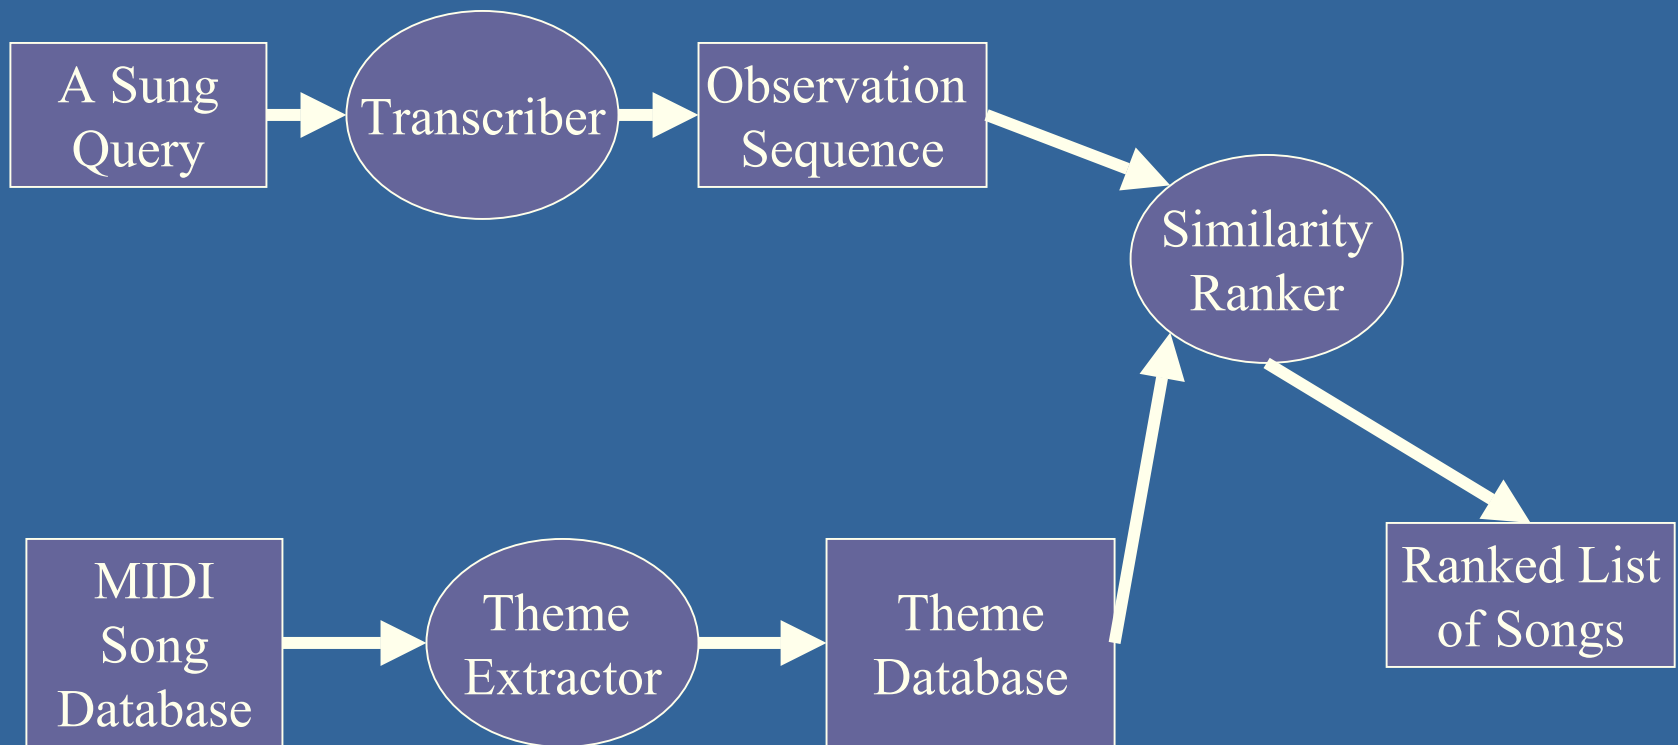 A Sung
Query
Transcriber
Observation
Sequence
Similarity
Ranker
MIDI
Song
Database
Theme
Extractor
Theme
Database
Ranked List
of Songs